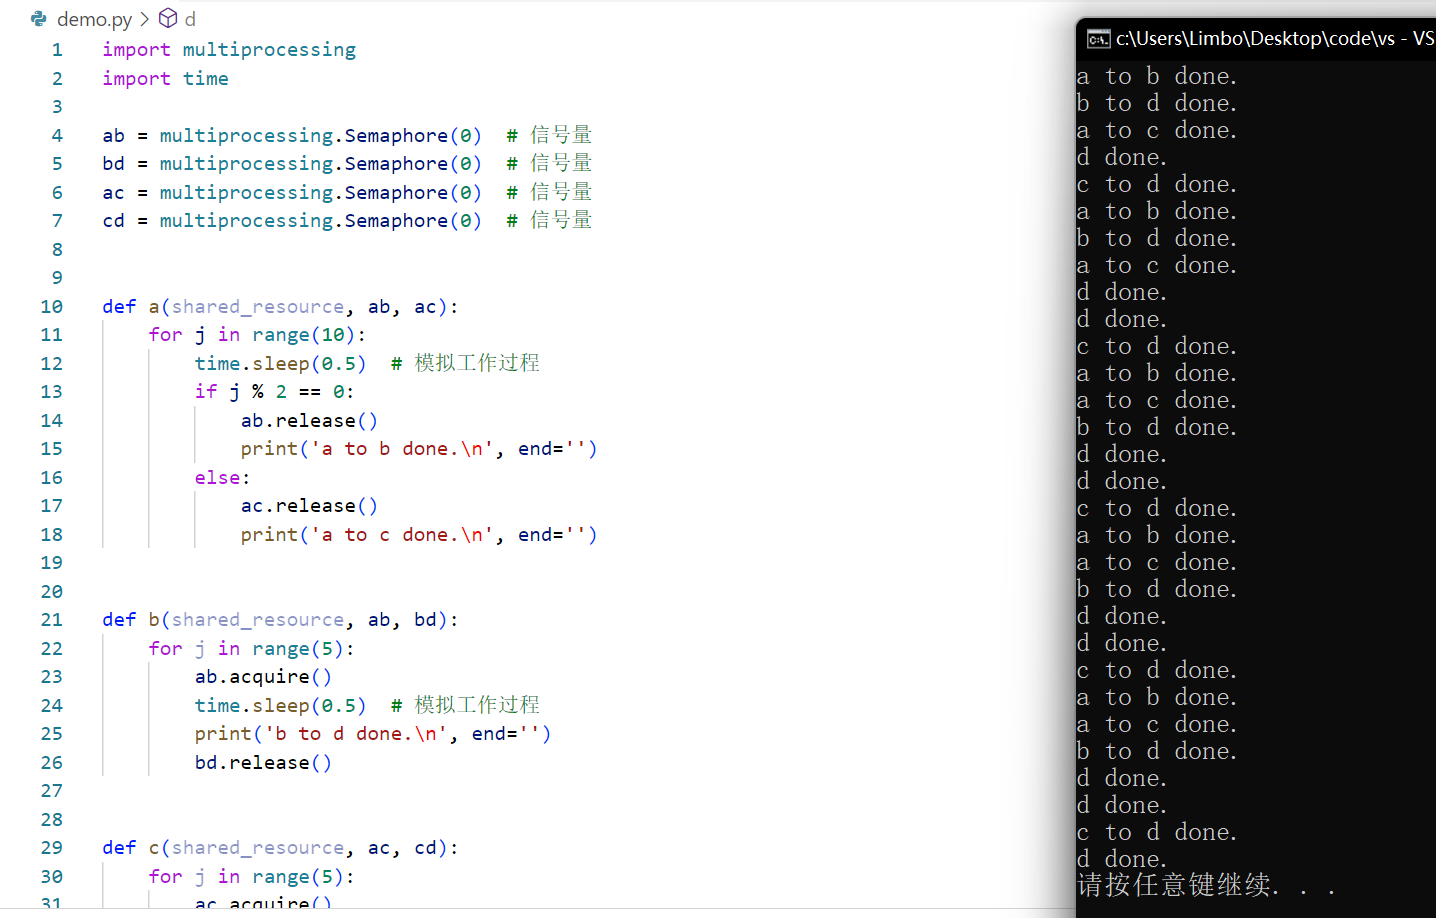 demo.py > d
1 import multiprocessing
2 import time
3
4 ab = multiprocessing.Semaphore(0)  # 信号量
5 bd = multiprocessing.Semaphore(0)  # 信号量
6 ac = multiprocessing.Semaphore(0)  # 信号量
7 cd = multiprocessing.Semaphore(0)  # 信号量
8
9
10 def a(shared_resource, ab, ac):
11     for j in range(10):
12         time.sleep(0.5)  # 模拟工作过程
13         if j % 2 == 0:
14             ab.release()
15             print('a to b done.\n', end='')
16         else:
17             ac.release()
18             print('a to c done.\n', end='')
19
20
21 def b(shared_resource, ab, bd):
22     for j in range(5):
23         ab.acquire()
24         time.sleep(0.5)  # 模拟工作过程
25         print('b to d done.\n', end='')
26         bd.release()
27
28
29 def c(shared_resource, ac, cd):
30     for j in range(5):
31         ac.acquire()
c:\Users\Limbo\Desktop\code\vs - VS
a to b done.
b to d done.
a to c done.
d done.
c to d done.
a to b done.
b to d done.
a to c done.
d done.
d done.
c to d done.
a to b done.
a to c done.
b to d done.
d done.
d done.
c to d done.
a to b done.
a to c done.
b to d done.
d done.
d done.
c to d done.
a to b done.
a to c done.
b to d done.
d done.
d done.
c to d done.
d done.
请按任意键继续. . .